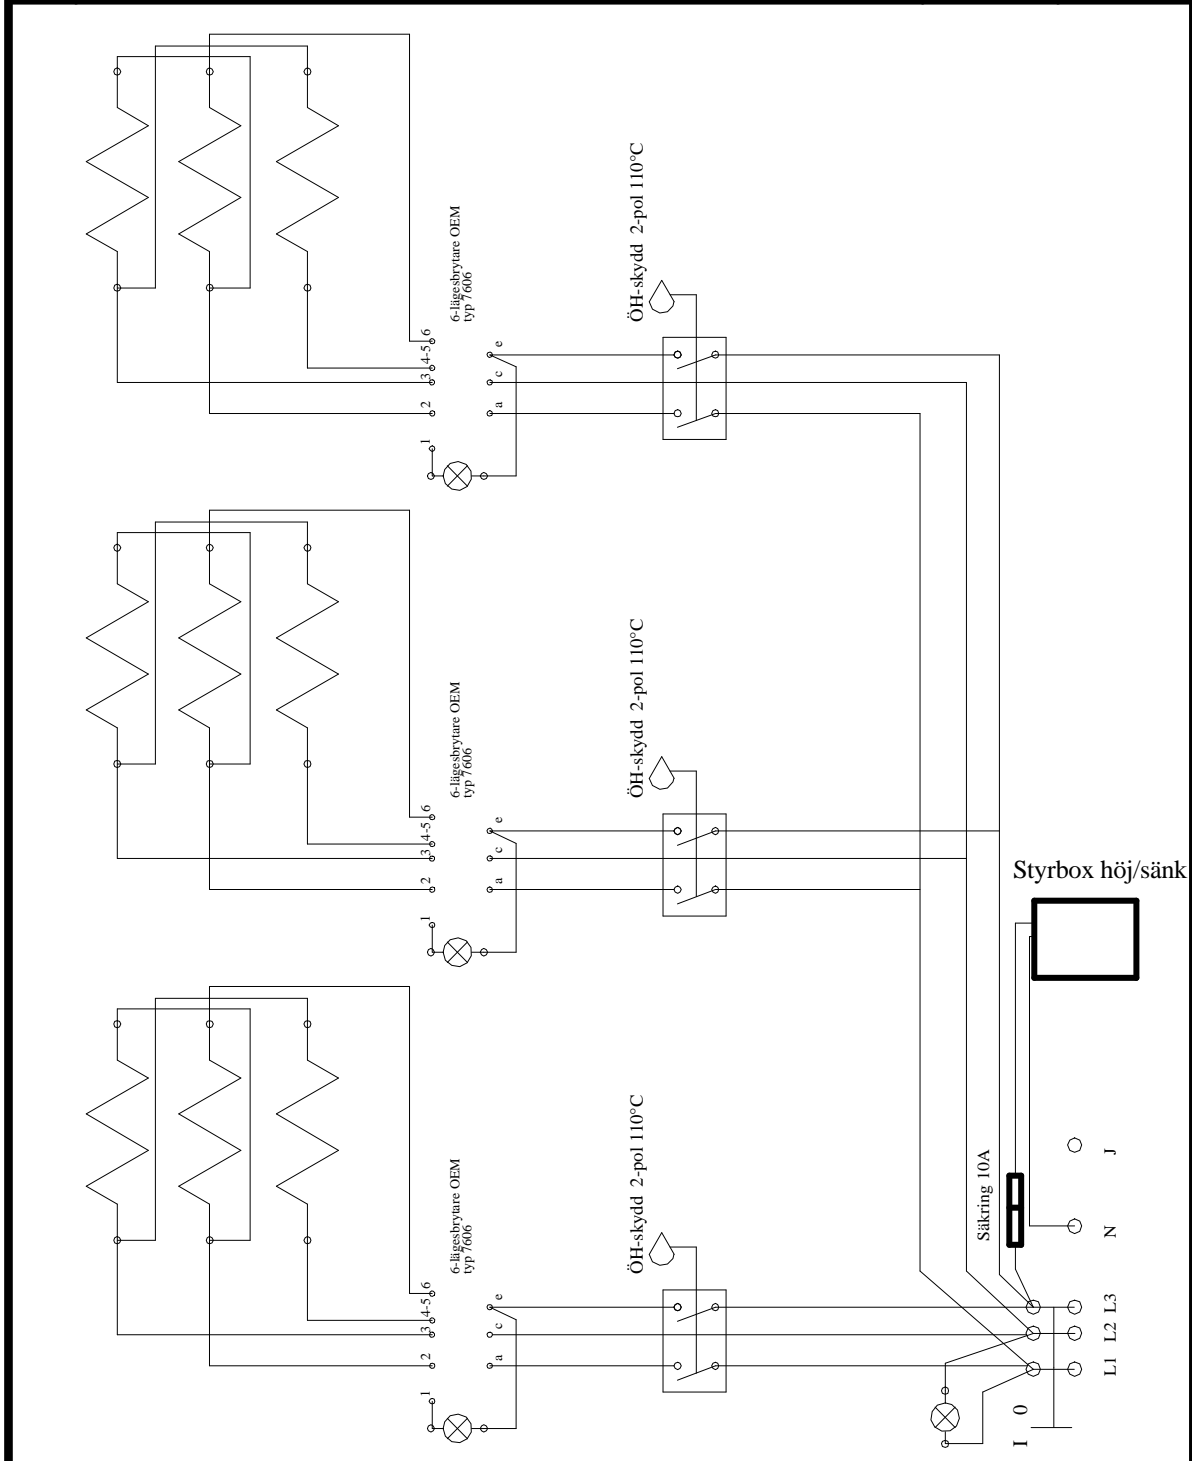 6-lägesbrytare OEM
typ 7606
ÖH-skydd 2-pol 110°C
1
2
3
4-5
6
a
c
e
6-lägesbrytare OEM
typ 7606
ÖH-skydd 2-pol 110°C
1
2
3
4-5
6
a
c
e
Styrbox höj/sänk
6-lägesbrytare OEM
typ 7606
ÖH-skydd 2-pol 110°C
1
2
3
4-5
6
a
c
e
Säkring 10A
I
0
L1
L2
L3
N
J